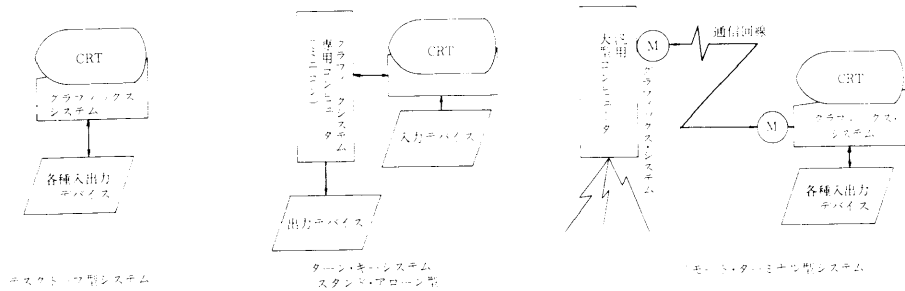 CRT
グラフィックス
システム
各種入出力
デバイス
デスクトップ型システム
専用コンピュータ
グラフィックシステム
CRT
入力デバイス
出力デバイス
ターン・キーシステム
スタンド・アローン型
汎用
大型コンピュータ
グラフィックス・システム
M
通信回線
M
CRT
グラフィックス・
システム
各種入出力
デバイス
リモート・ターミナル型システム